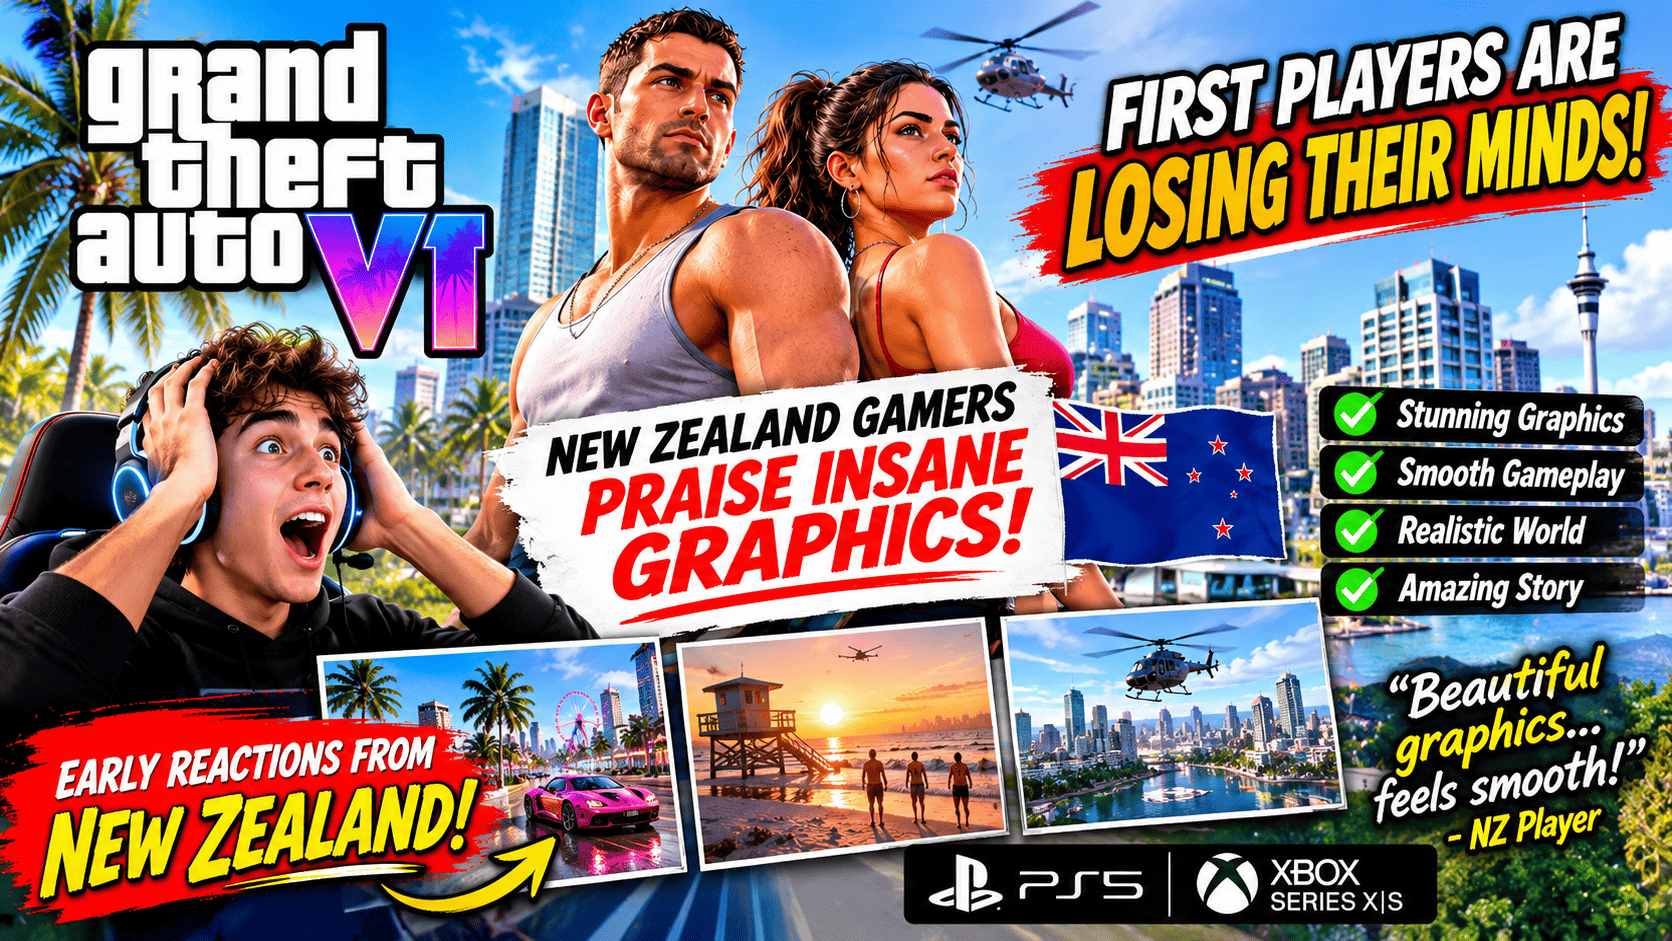 grand
theft
auto VI
FIRST PLAYERS ARE
LOSING THEIR MINDS!
NEW ZEALAND GAMERS
PRAISE INSANE
GRAPHICS!
Stunning Graphics
Smooth Gameplay
Realistic World
Amazing Story
"Beautiful
graphics...
feels smooth!"
- NZ Player
EARLY REACTIONS FROM
NEW ZEALAND!
PS5
XBOX
SERIES X|S